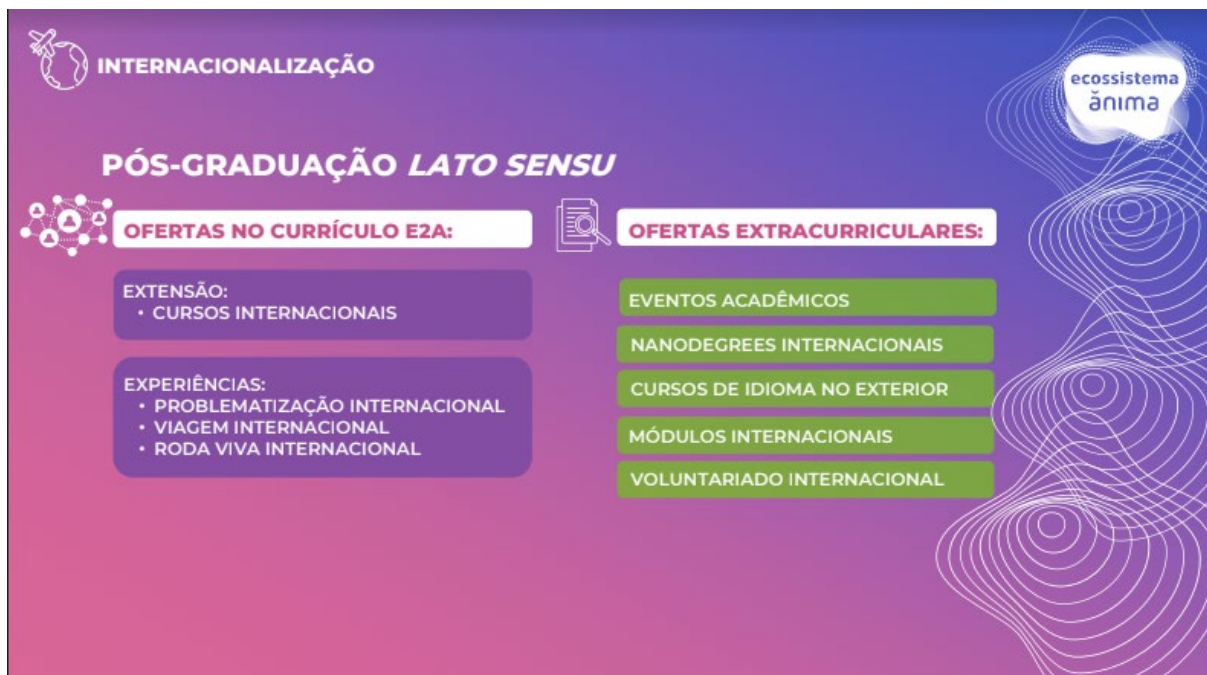 INTERNACIONALIZAÇÃO
ecossistema
ănima
PÓS-GRADUAÇÃO LATO SENSU
OFERTAS NO CURRÍCULO E2A:
EXTENSÃO:
• CURSOS INTERNACIONAIS
EXPERIÊNCIAS:
• PROBLEMATIZAÇÃO INTERNACIONAL
• VIAGEM INTERNACIONAL
• RODA VIVA INTERNACIONAL
OFERTAS EXTRACURRICULARES:
EVENTOS ACADÊMICOS
NANODEGREES INTERNACIONAIS
CURSOS DE IDIOMA NO EXTERIOR
MÓDULOS INTERNACIONAIS
VOLUNTARIADO INTERNACIONAL